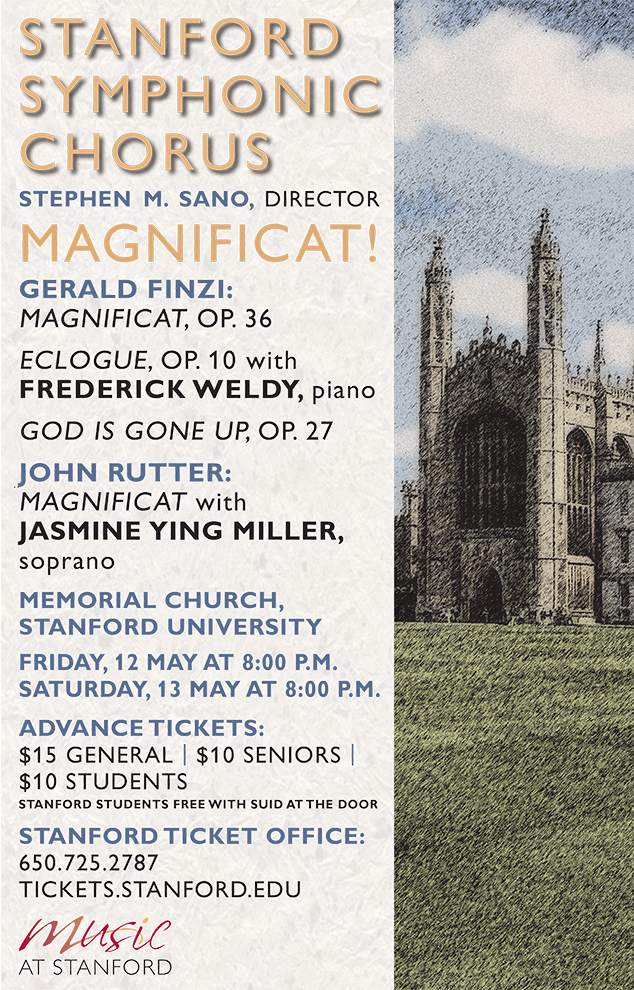 STANFORD
SYMPHONIC
CHORUS
STEPHEN M. SANO, DIRECTOR
MAGNIFICAT!
GERALD FINZI:
MAGNIFICAT, OP. 36
ECLOGUE, OP. 10 with
FREDERICK WELDY, piano
GOD IS GONE UP, OP. 27
JOHN RUTTER:
MAGNIFICAT with
JASMINE YING MILLER,
soprano
MEMORIAL CHURCH,
STANFORD UNIVERSITY
FRIDAY, 12 MAY AT 8:00 P.M.
SATURDAY, 13 MAY AT 8:00 P.M.
ADVANCE TICKETS:
$15 GENERAL | $10 SENIORS |
$10 STUDENTS
STANFORD STUDENTS FREE WITH SUID AT THE DOOR
STANFORD TICKET OFFICE:
650.725.2787
TICKETS.STANFORD.EDU
music
AT STANFORD